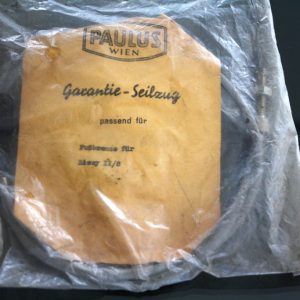 PAULUS
WIEN
Garantie-Seilzug
passend für
Fußbremse für